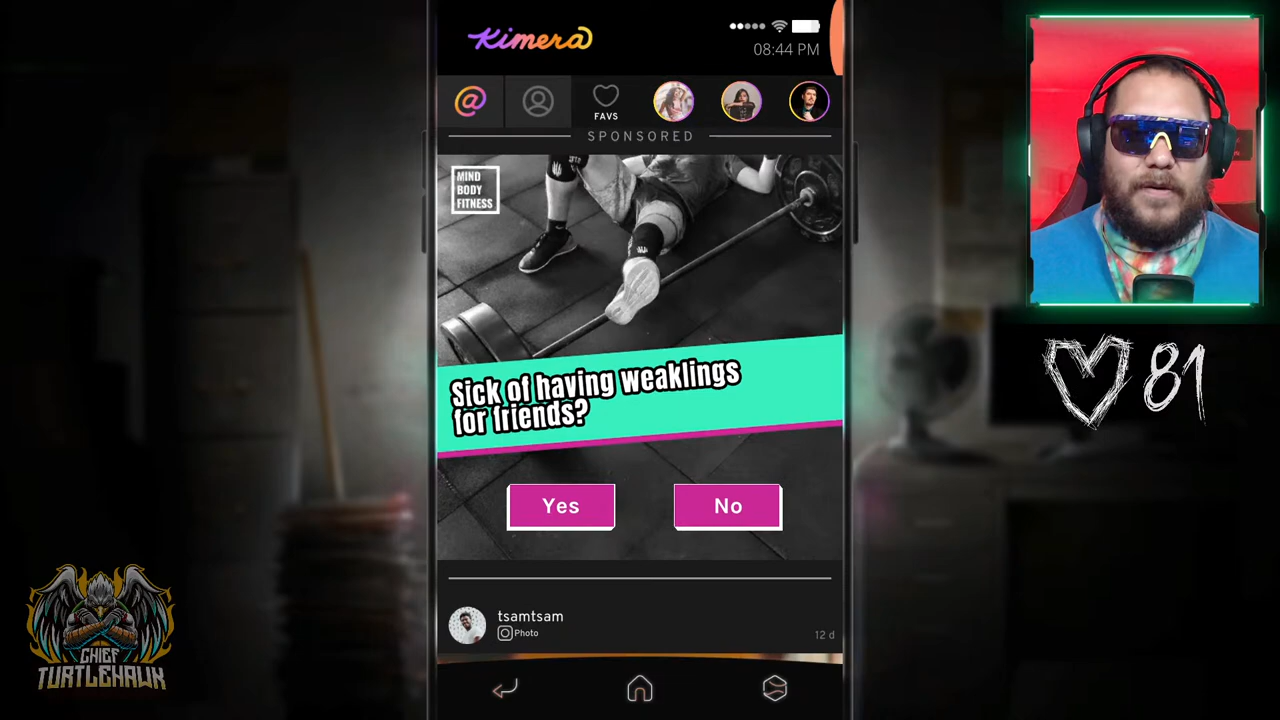 Kimera
08:44 PM
@
FAVS
SPONSORED
MIND
BODY
FITNESS
Sick of having weaklings
for friends?
Yes
No
81
tsamtsam
Photo
12 d
CHIEF
TURTLEHAWK